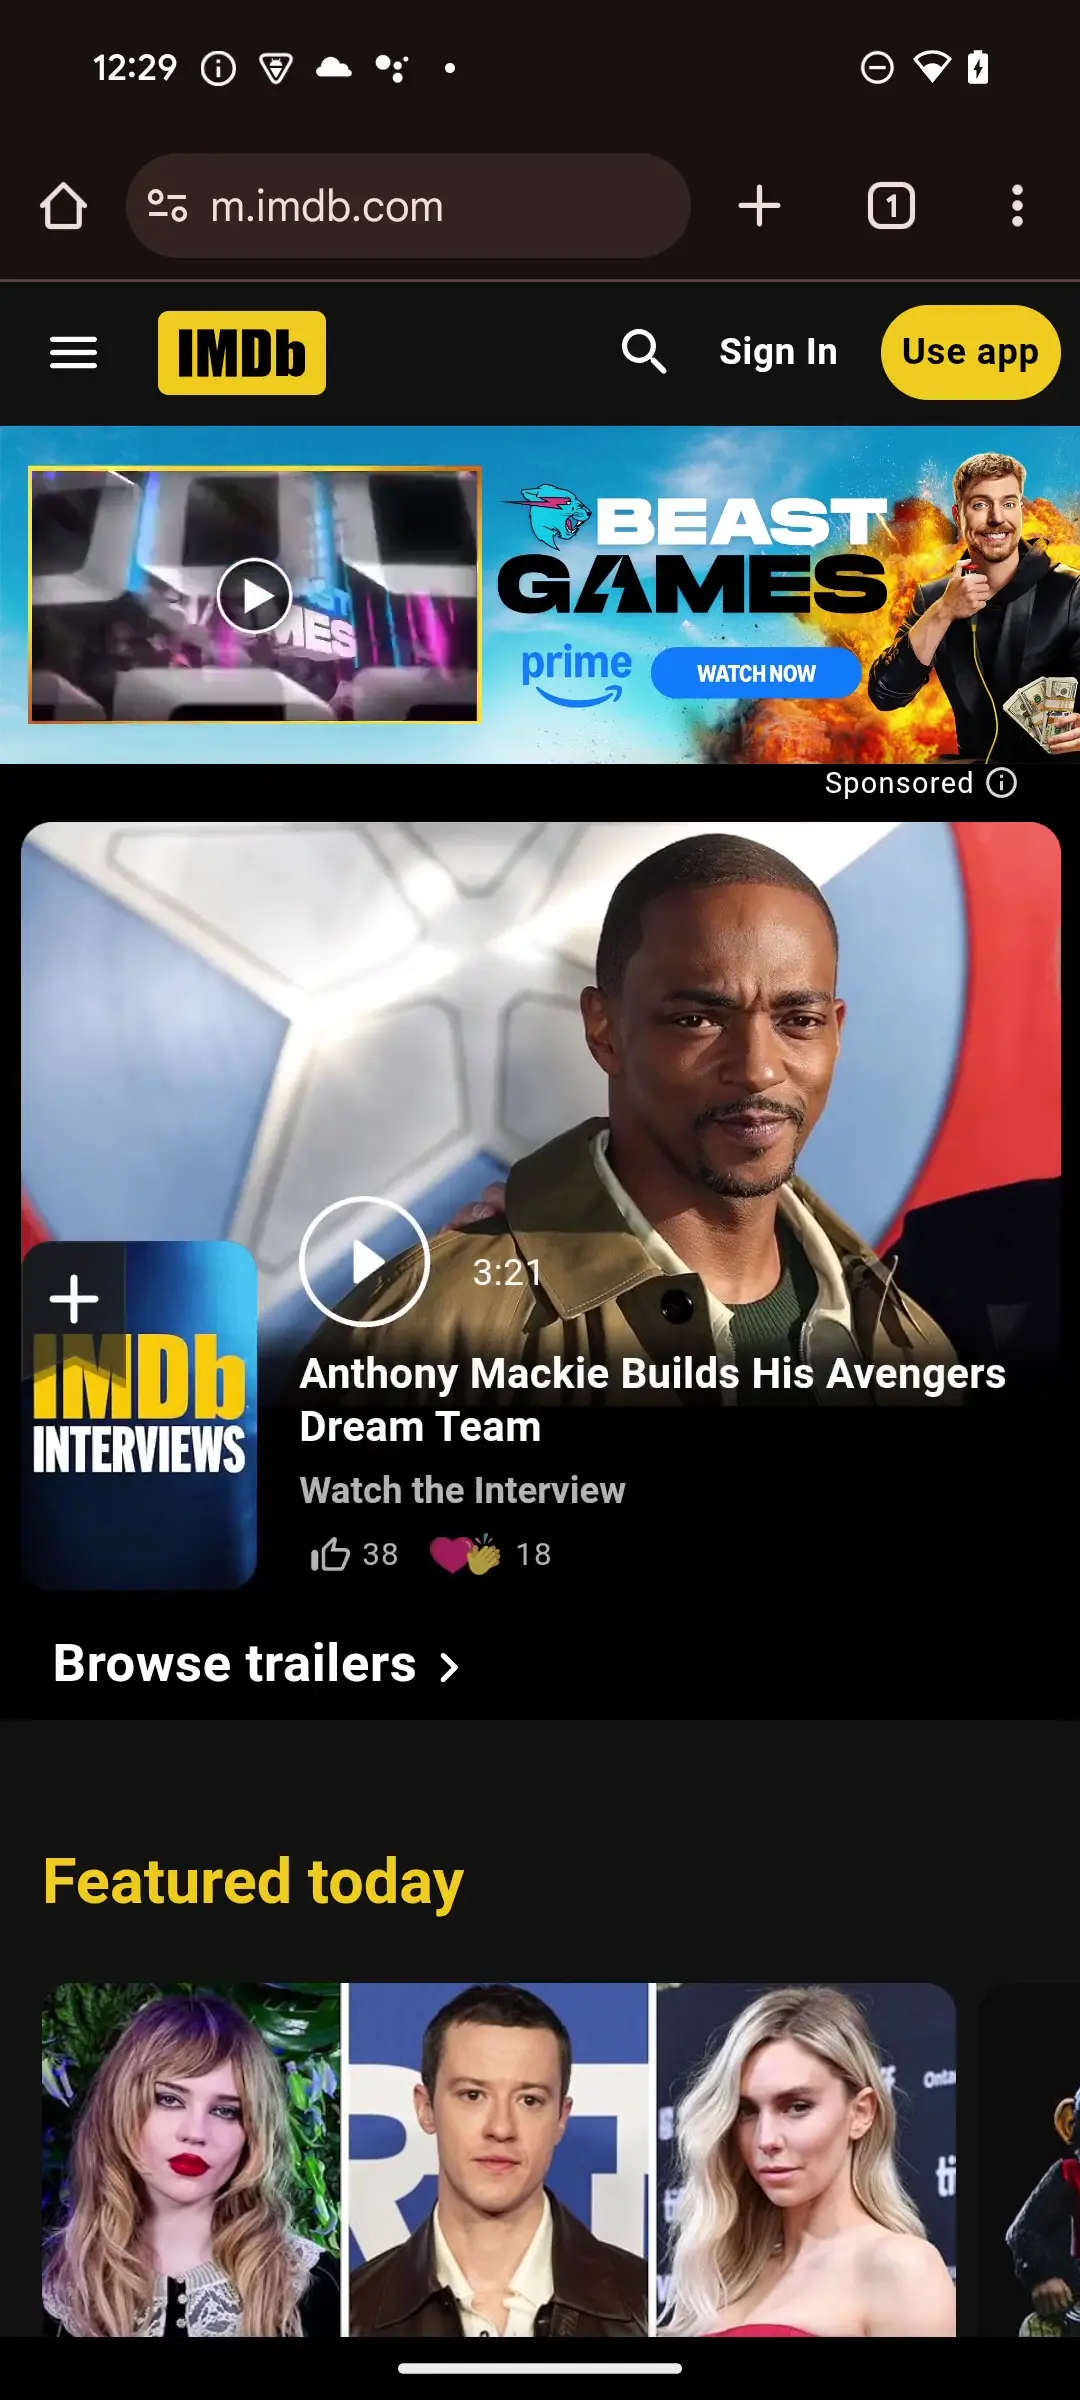 12:29
m.imdb.com
1
IMDb
Sign In
Use app
BEAST
GAMES
prime
WATCH NOW
Sponsored
3:21
IMDb
INTERVIEWS
Anthony Mackie Builds His Avengers
Dream Team
Watch the Interview
38
18
Browse trailers
Featured today